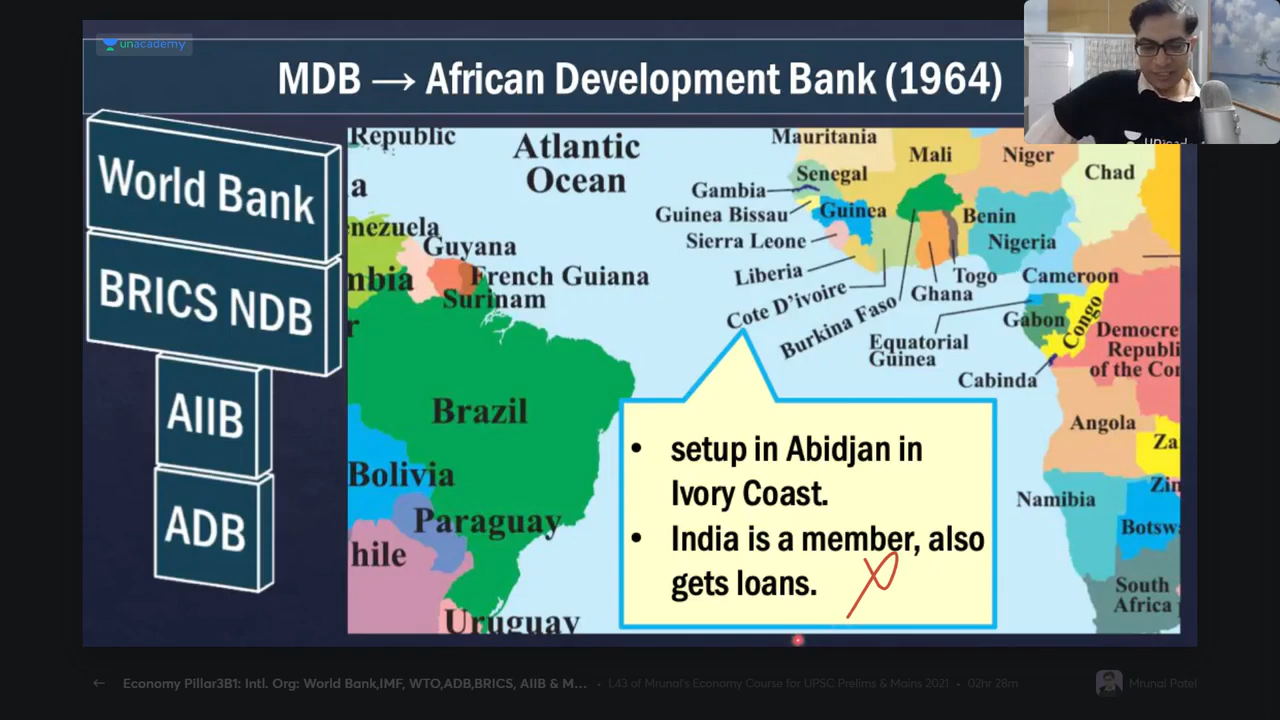 unacademy
MDB → African Development Bank (1964)
World Bank
BRICS NDB
AIIB
ADB
Republic
Atlantic
Ocean
a
nezuela
Guyana
mbia
French Guiana
Surinam
r
Brazil
Bolivia
Paraguay
hile
Uruguay
Mauritania
Mali
Niger
Chad
Senegal
Gambia
Guinea Bissau
Guinea
Benin
Sierra Leone
Nigeria
Liberia
Togo
Cameroon
Cote D'ivoire
Ghana
Burkina Faso
Gabon
Congo
Equatorial
Guinea
Democre
Republi
of the Con
Cabinda
Angola
Za
Namibia
Zin
Botsw
South
Africa
• setup in Abidjan in
Ivory Coast.
• India is a member, also
gets loans.
← Economy Pillar3B1: Intl. Org: World Bank,IMF, WTO,ADB,BRICS, AIIB & M... • L43 of Mrunal's Economy Course for UPSC Prelims & Mains 2021 • 02hr 28m
Mrunal Patel